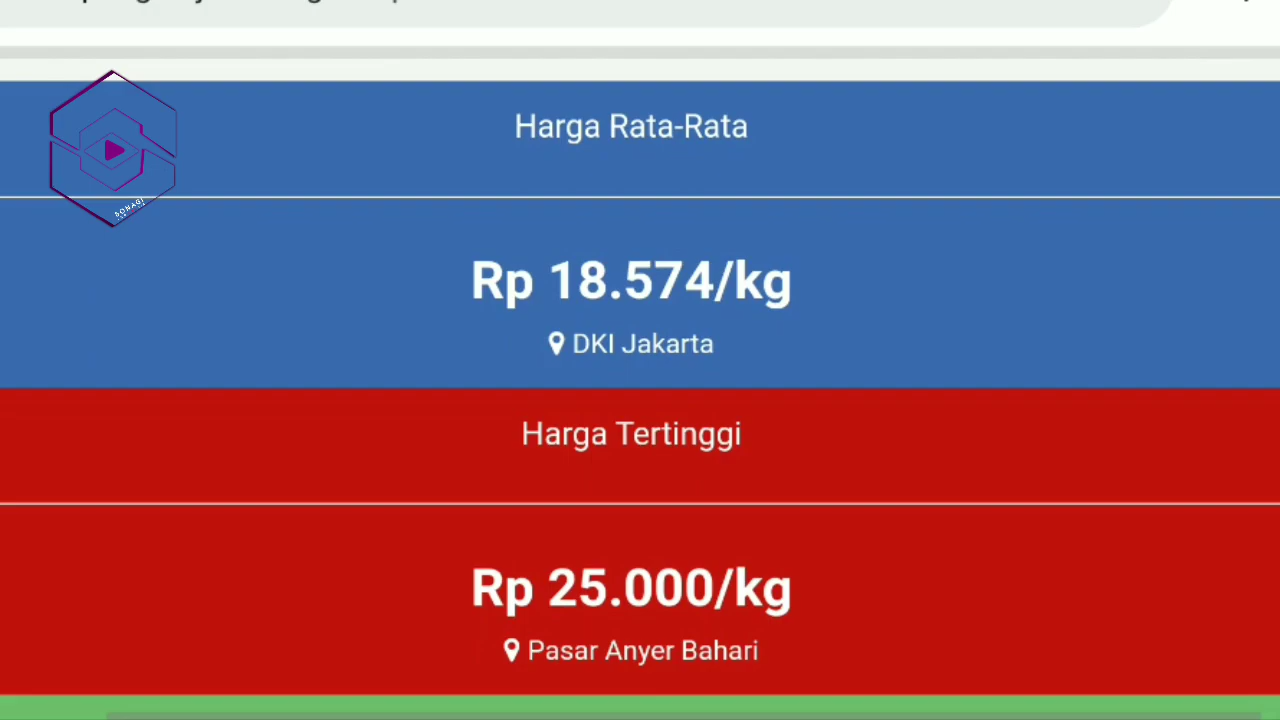 Harga Rata-Rata
Rp 18.574/kg
DKI Jakarta
Harga Tertinggi
Rp 25.000/kg
Pasar Anyer Bahari